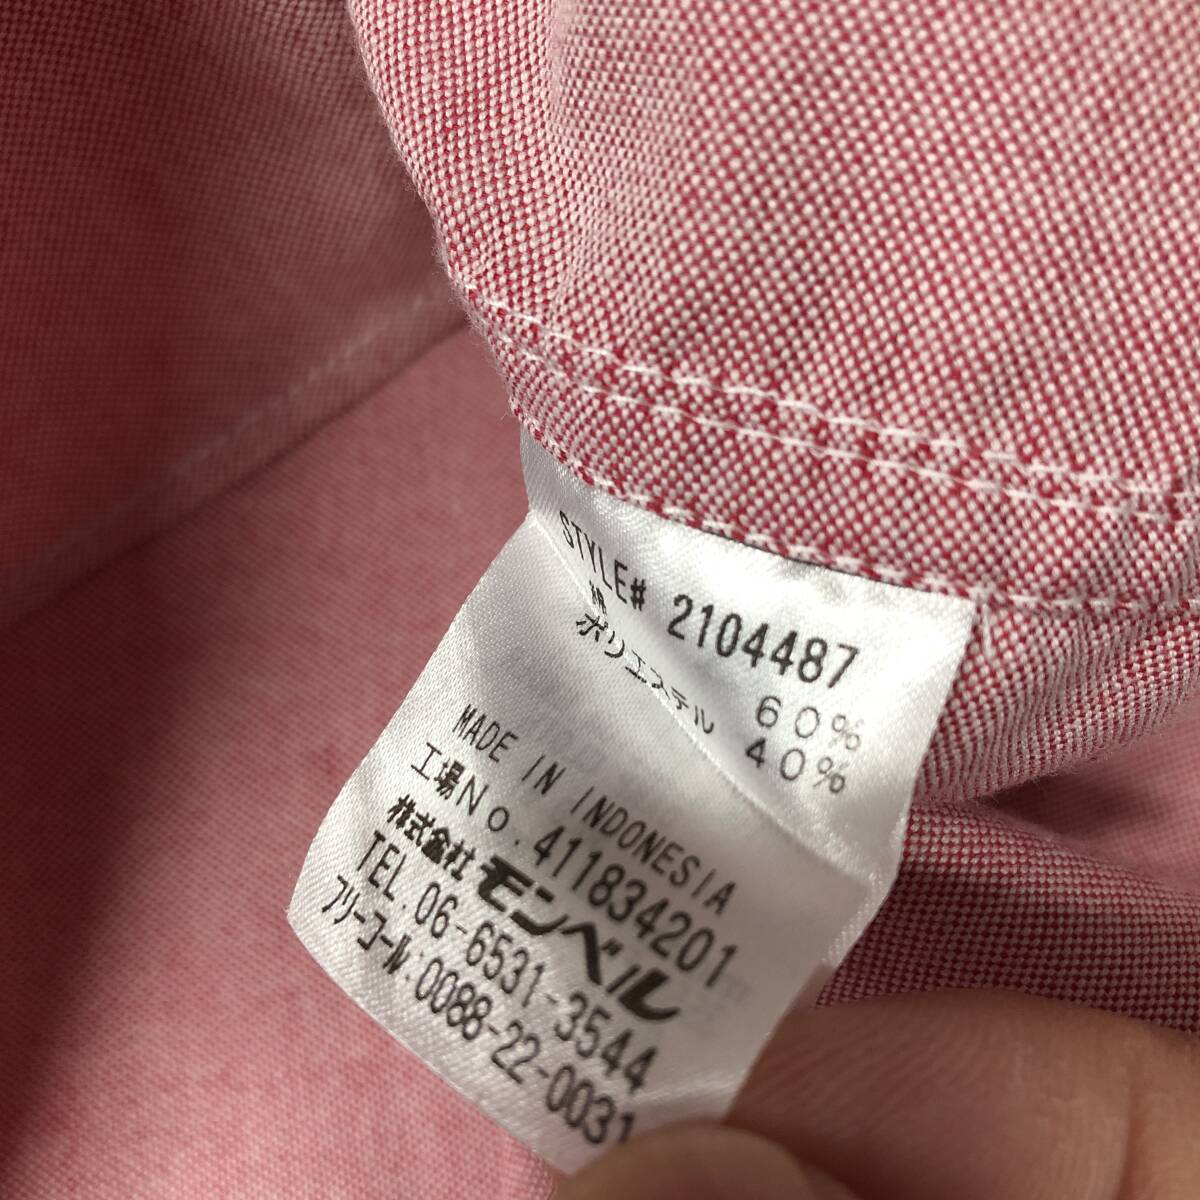 STYLE# 2104487
綿 60%
ポリエステル 40%
MADE IN INDONESIA
工場No.411834201
株式会社 モンベル
TEL.06-6531-3544
フリーコール:0088-22-0031